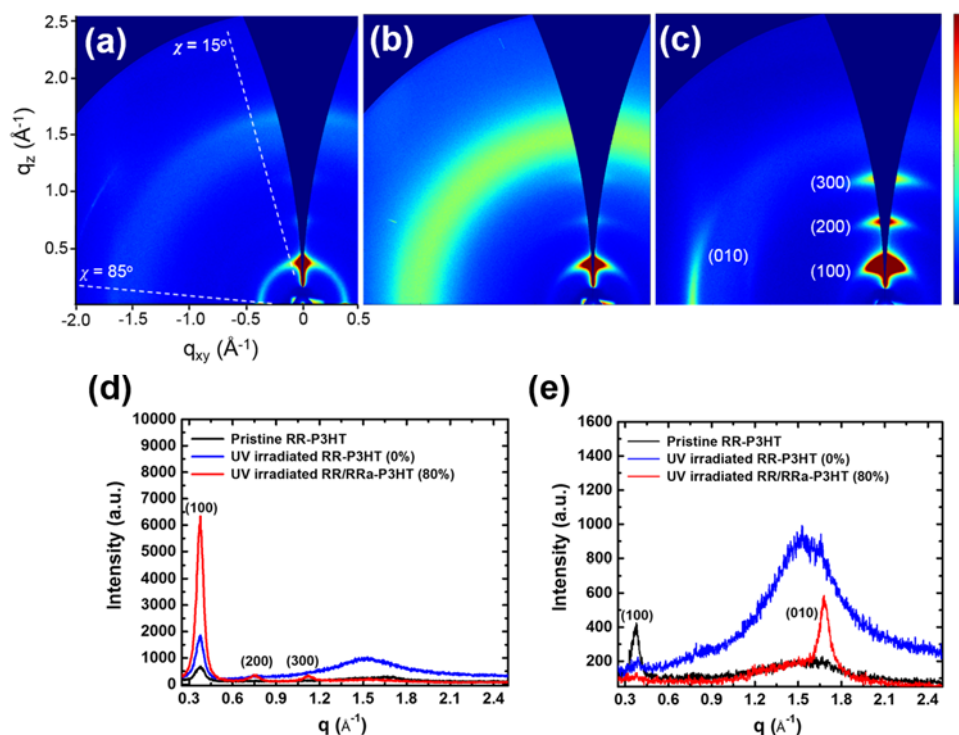 (a)
(b)
(c)
χ = 15°
χ = 85°
2.5
2.0
1.5
1.0
0.5
0
qz (Å-1)
-2.0 -1.5 -1.0 -0.5 0 0.5
qxy (Å-1)
(300)
(200)
(100)
(010)
(d)
10000
9000
8000
7000
6000
5000
4000
3000
2000
1000
0
Intensity (a.u.)
Pristine RR-P3HT
UV irradiated RR-P3HT (0%)
UV irradiated RR/RRa-P3HT (80%)
(100)
(200)
(300)
0.3 0.6 0.9 1.2 1.5 1.8 2.1 2.4
q (Å-1)
(e)
1600
1400
1200
1000
800
600
400
200
0
Intensity (a.u.)
Pristine RR-P3HT
UV irradiated RR-P3HT (0%)
UV irradiated RR/RRa-P3HT (80%)
(100)
(010)
0.3 0.6 0.9 1.2 1.5 1.8 2.1 2.4
q (Å-1)